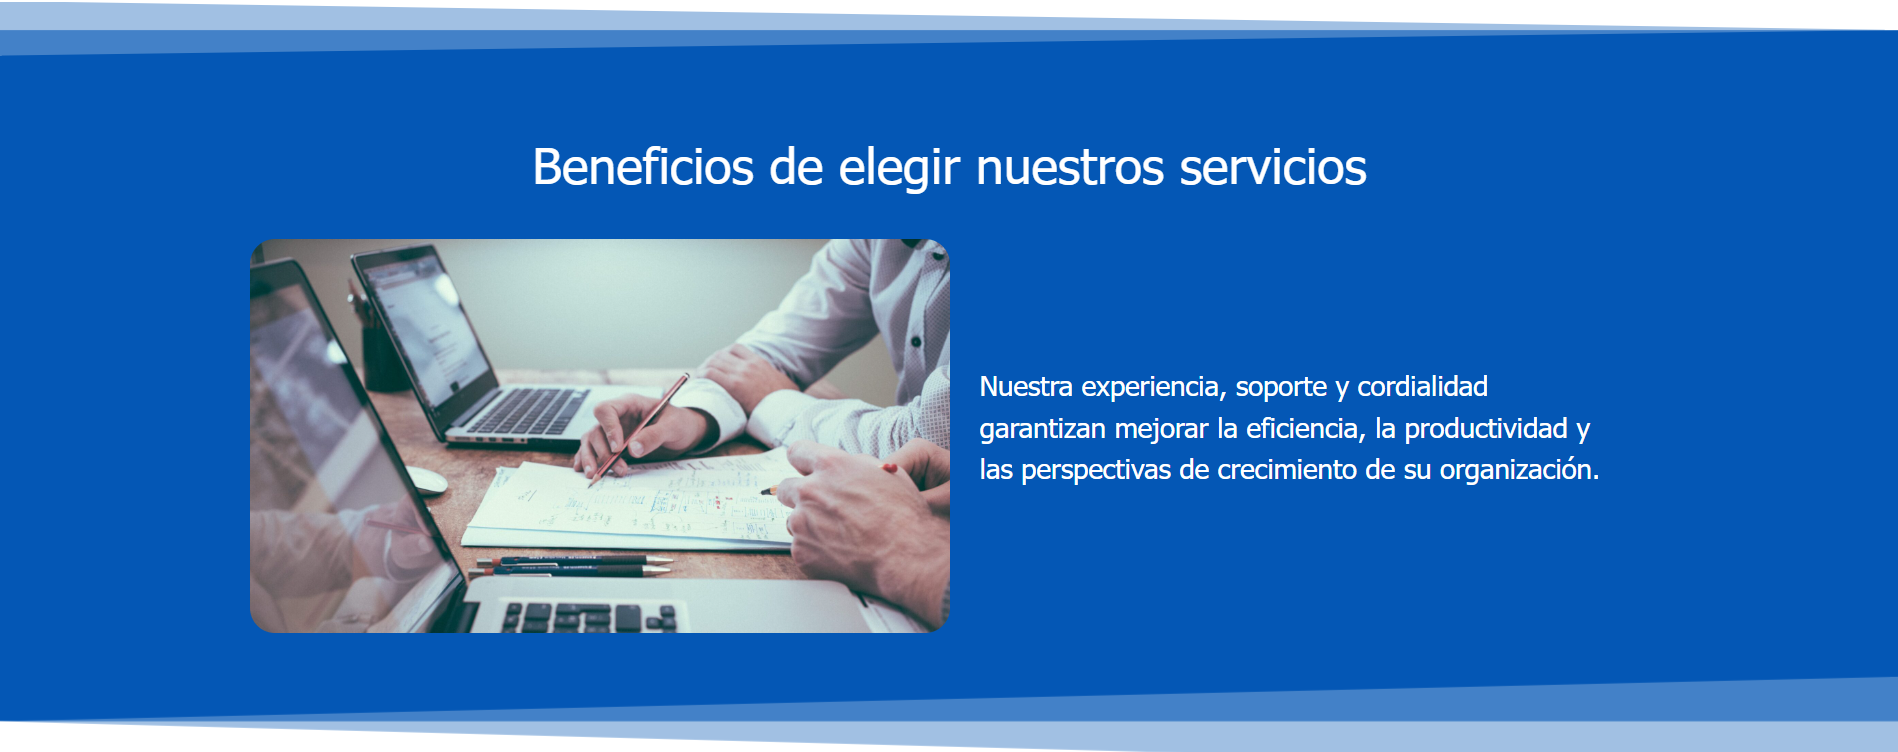 Beneficios de elegir nuestros servicios
Nuestra experiencia, soporte y cordialidad
garantizan mejorar la eficiencia, la productividad y
las perspectivas de crecimiento de su organización.